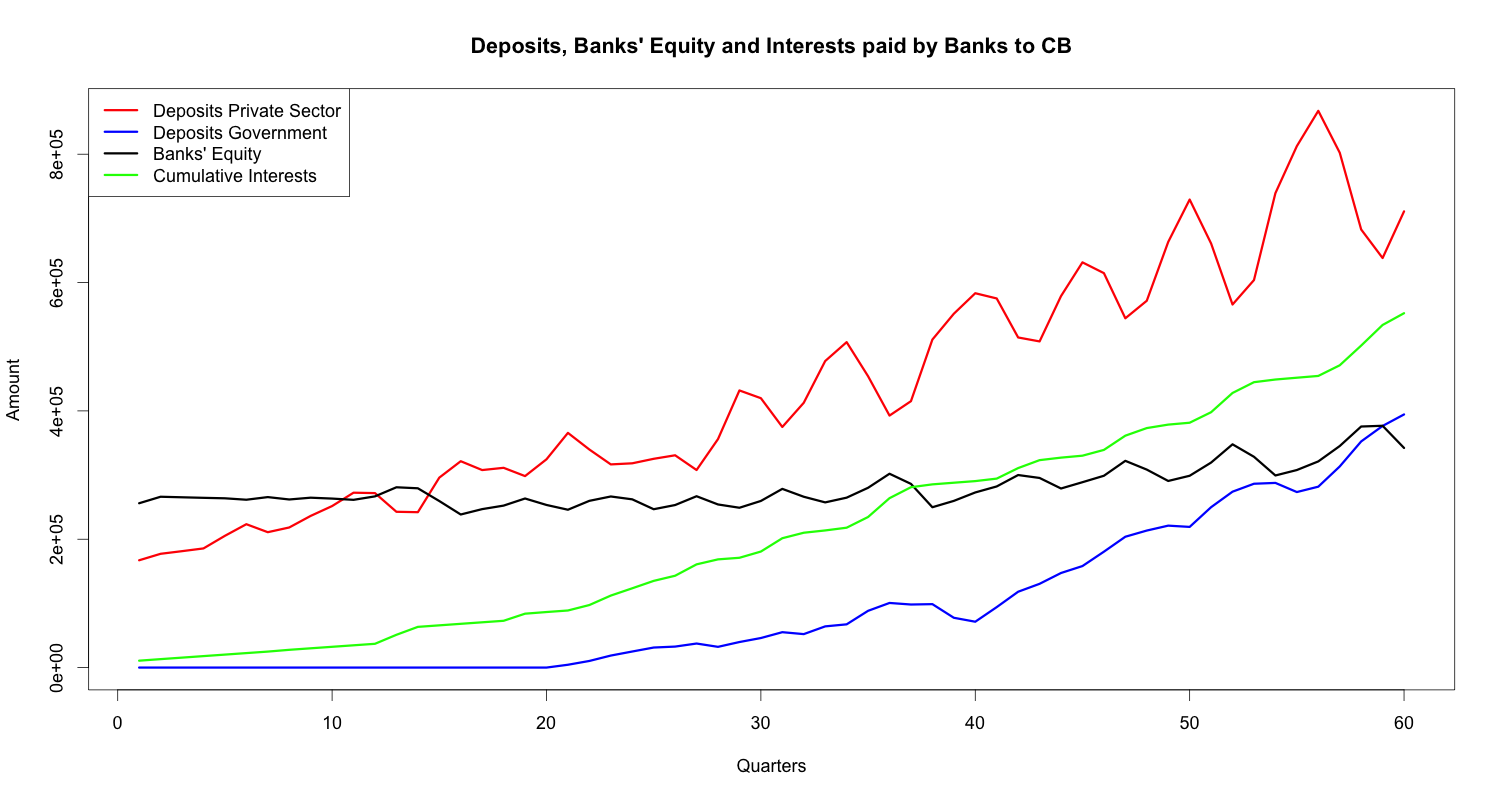 Deposits, Banks' Equity and Interests paid by Banks to CB
Deposits Private Sector
Deposits Government
Banks' Equity
Cumulative Interests
Amount
8e+05
6e+05
4e+05
2e+05
0e+00
0 10 20 30 40 50 60
Quarters